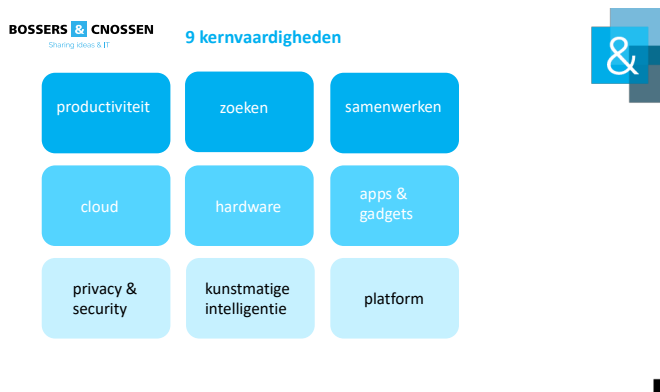 BOSSERS & CNOSSEN
Sharing ideas & IT
9 kernvaardigheden
&
productiviteit
zoeken
samenwerken
cloud
hardware
apps &
gadgets
privacy &
security
kunstmatige
intelligentie
platform